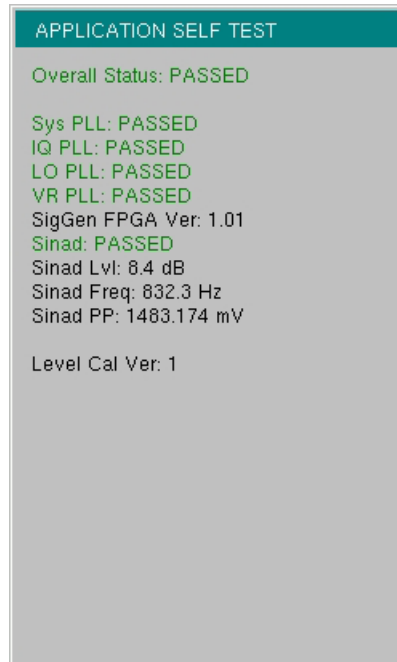 APPLICATION SELF TEST
Overall Status: PASSED
Sys PLL: PASSED
IQ PLL: PASSED
LO PLL: PASSED
VR PLL: PASSED
SigGen FPGA Ver: 1.01
Sinad: PASSED
Sinad Lvl: 8.4 dB
Sinad Freq: 832.3 Hz
Sinad PP: 1483.174 mV
Level Cal Ver: 1